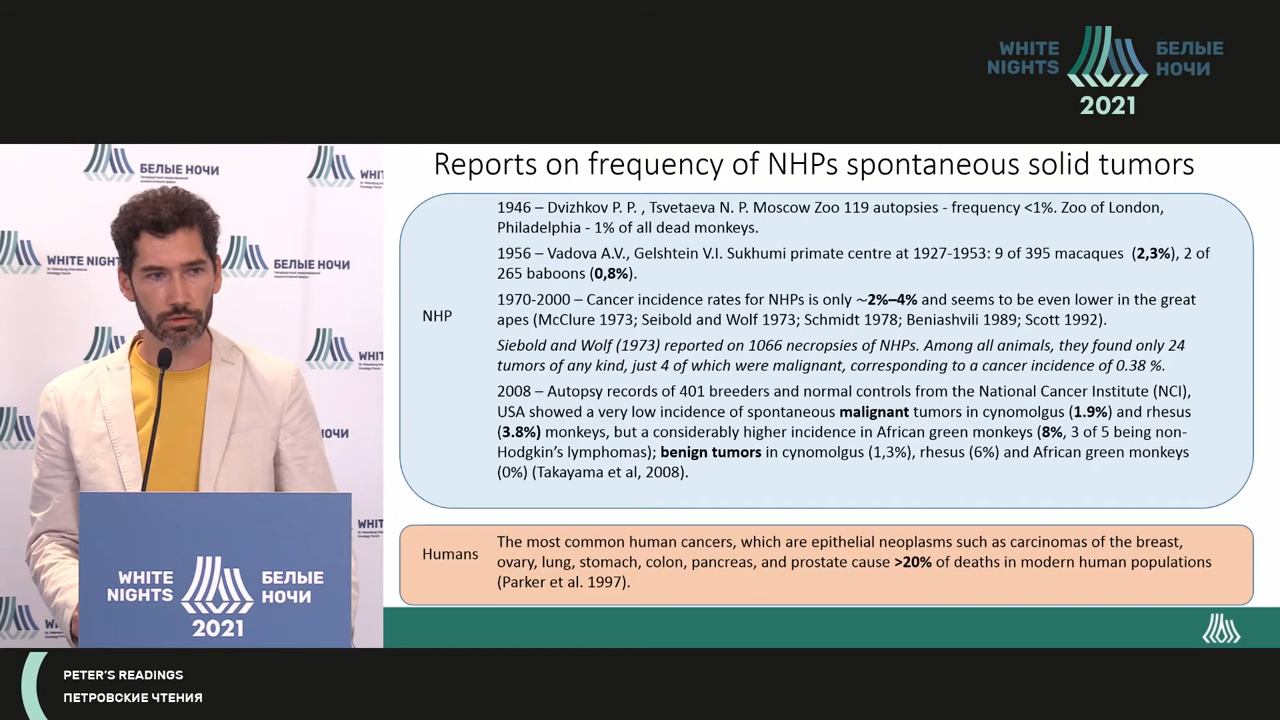 WHITE
NIGHTS
БЕЛЫЕ
НОЧИ
2021
Reports on frequency of NHPs spontaneous solid tumors
NHP
1946 – Dvizhkov P. P. , Tsvetaeva N. P. Moscow Zoo 119 autopsies - frequency <1%. Zoo of London,
Philadelphia - 1% of all dead monkeys.
1956 – Vadova A.V., Gelshtein V.I. Sukhumi primate centre at 1927-1953: 9 of 395 macaques (2,3%), 2 of
265 baboons (0,8%).
1970-2000 – Cancer incidence rates for NHPs is only ~2%–4% and seems to be even lower in the great
apes (McClure 1973; Seibold and Wolf 1973; Schmidt 1978; Beniashvili 1989; Scott 1992).
Siebold and Wolf (1973) reported on 1066 necropsies of NHPs. Among all animals, they found only 24
tumors of any kind, just 4 of which were malignant, corresponding to a cancer incidence of 0.38 %.
2008 – Autopsy records of 401 breeders and normal controls from the National Cancer Institute (NCI),
USA showed a very low incidence of spontaneous malignant tumors in cynomolgus (1.9%) and rhesus
(3.8%) monkeys, but a considerably higher incidence in African green monkeys (8%, 3 of 5 being non-
Hodgkin's lymphomas); benign tumors in cynomolgus (1,3%), rhesus (6%) and African green monkeys
(0%) (Takayama et al, 2008).
Humans
The most common human cancers, which are epithelial neoplasms such as carcinomas of the breast,
ovary, lung, stomach, colon, pancreas, and prostate cause >20% of deaths in modern human populations
(Parker et al. 1997).
БЕЛЫЕ НОЧИ
WHIT
WHITE NIGHTS
БЕЛЫЕ НОЧИ
WHIT
НОЧИ
WHIT
WHITE
NIGHTS
БЕЛЫЕ
НОЧИ
2021
PETER'S READINGS
ПЕТРОВСКИЕ ЧТЕНИЯ